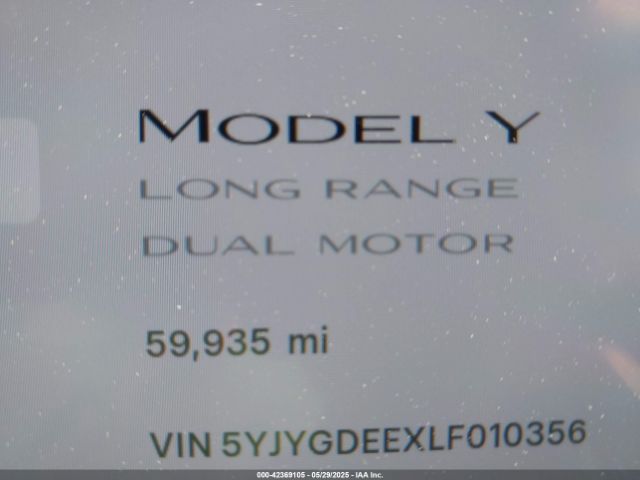 MODEL Y
LONG RANGE
DUAL MOTOR
59,935 mi
VIN 5YJYGDEEXLF010356
000-42369105 - 05/29/2025 - IAA Inc.